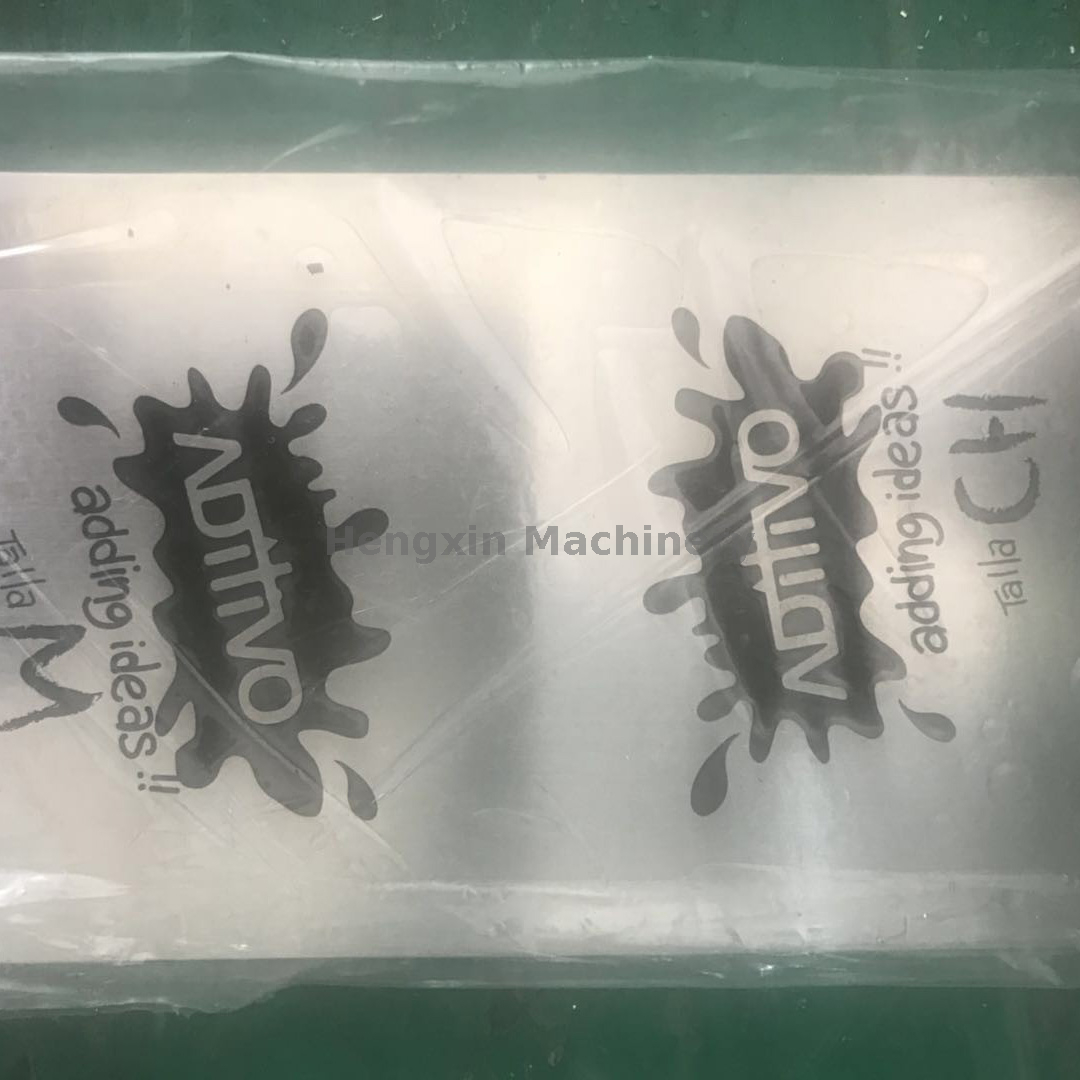 ADITIVO
adding ideas !!
Talla M
Hengxin Machine
ADITIVO
adding ideas !!
Talla CH